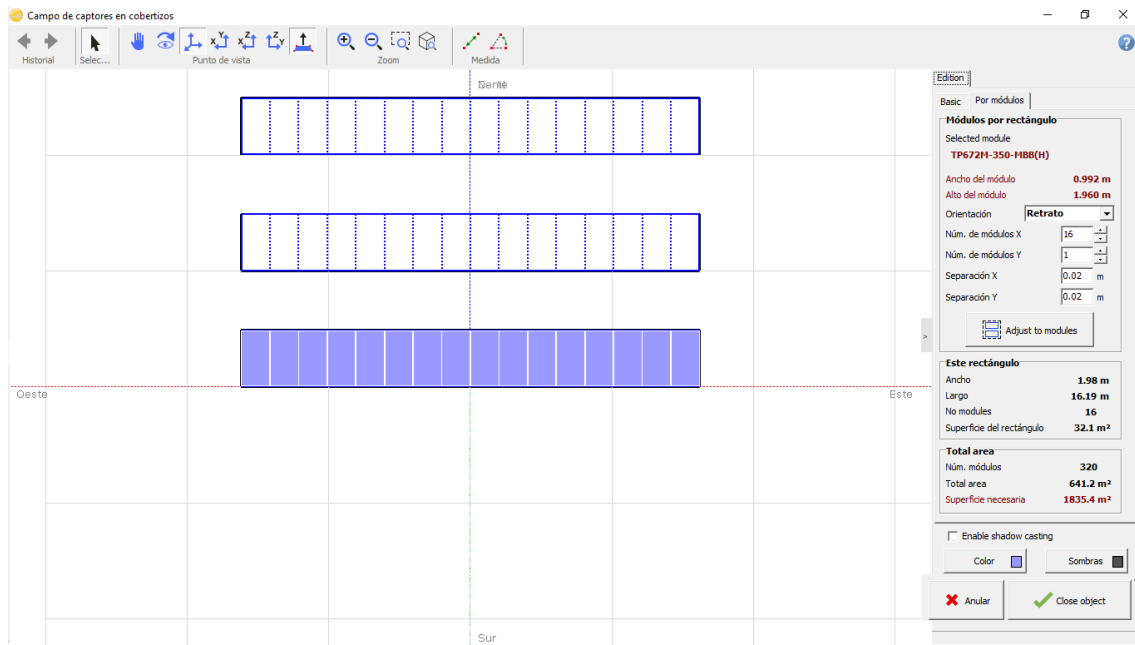 Campo de captores en cobertizos
Historial
Selec...
Punto de vista
Zoom
Medida
Oeste
Este
Sur
>
Edition
Basic
Por módulos
Módulos por rectángulo
Selected module
TP672M-350-MBB(H)
Ancho del módulo 0.992 m
Alto del módulo 1.960 m
Orientación Retrato
Núm. de módulos X 16
Núm. de módulos Y 1
Separación X 0.02 m
Separación Y 0.02 m
Adjust to modules
Este rectángulo
Ancho 1.98 m
Largo 16.19 m
No modules 16
Superficie del rectángulo 32.1 m²
Total area
Núm. módulos 320
Total area 641.2 m²
Superficie necesaria 1835.4 m²
Enable shadow casting
Color
Sombras
Anular
Close object